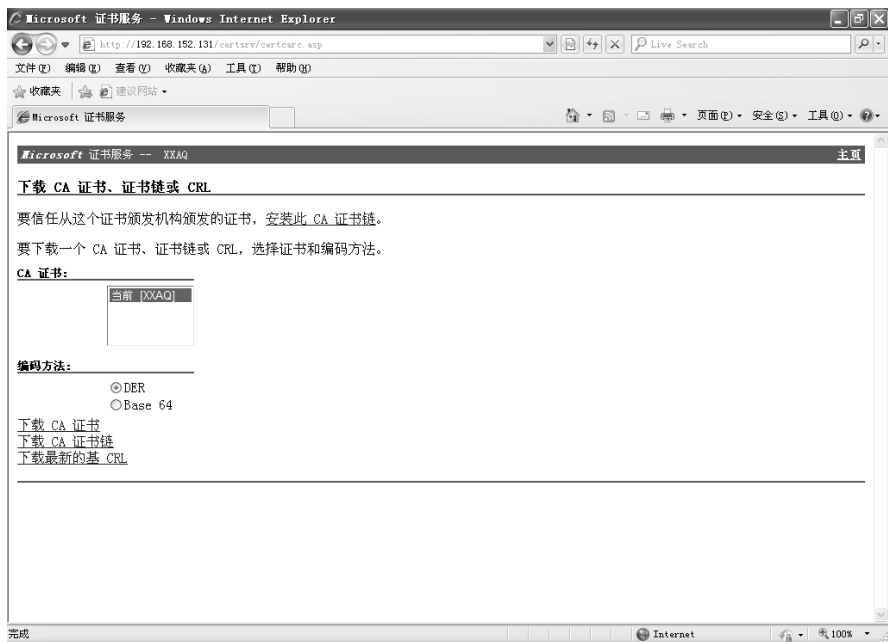 Microsoft 证书服务 - Windows Internet Explorer
http://192.168.152.131/certsrv/certcarc.asp
Live Search
文件(F) 编辑(E) 查看(V) 收藏夹(A) 工具(T) 帮助(H)
收藏夹 建议网站
Microsoft 证书服务 页面(P) 安全(S) 工具(O)
Microsoft 证书服务 -- XXAQ 主页
下载 CA 证书、证书链或 CRL
要信任从这个证书颁发机构颁发的证书，安装此 CA 证书链。
要下载一个 CA 证书、证书链或 CRL，选择证书和编码方法。
CA 证书:
当前 [XXAQ]
编码方法:
DER
Base 64
下载 CA 证书
下载 CA 证书链
下载最新的基 CRL
完成 Internet 100%